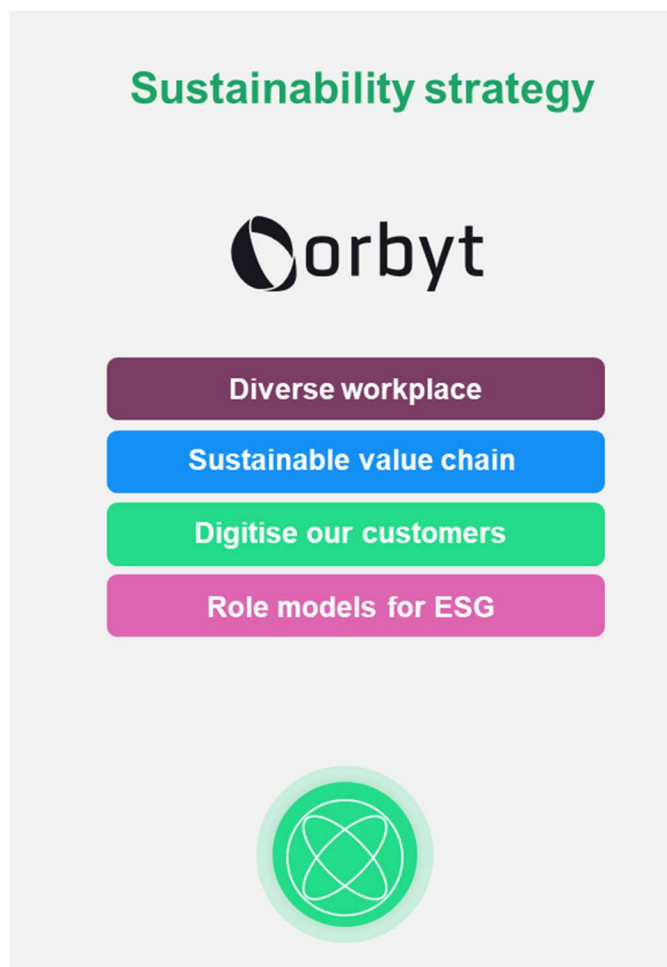 Sustainability strategy
orbyt
Diverse workplace
Sustainable value chain
Digitise our customers
Role models for ESG